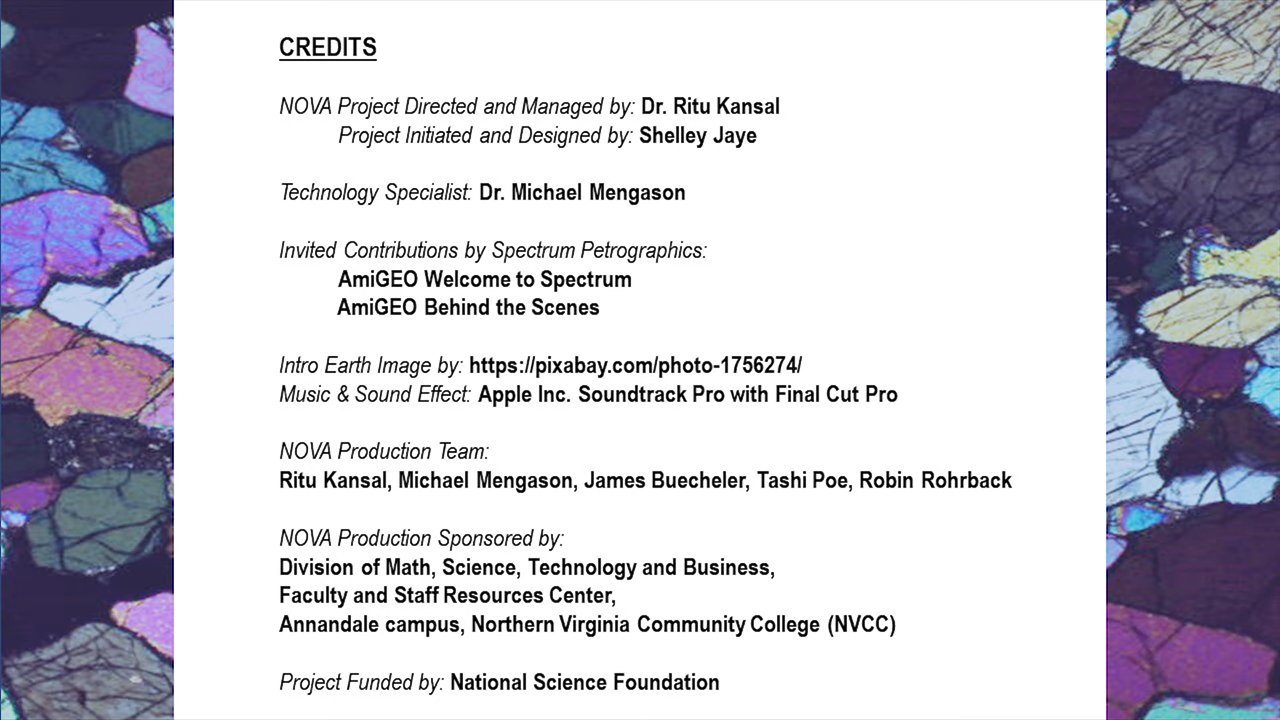 CREDITS
NOVA Project Directed and Managed by: Dr. Ritu Kansal
Project Initiated and Designed by: Shelley Jaye
Technology Specialist: Dr. Michael Mengason
Invited Contributions by Spectrum Petrographics:
AmiGEO Welcome to Spectrum
AmiGEO Behind the Scenes
Intro Earth Image by: https://pixabay.com/photo-1756274/
Music & Sound Effect: Apple Inc. Soundtrack Pro with Final Cut Pro
NOVA Production Team:
Ritu Kansal, Michael Mengason, James Buecheler, Tashi Poe, Robin Rohrback
NOVA Production Sponsored by:
Division of Math, Science, Technology and Business,
Faculty and Staff Resources Center,
Annandale campus, Northern Virginia Community College (NVCC)
Project Funded by: National Science Foundation